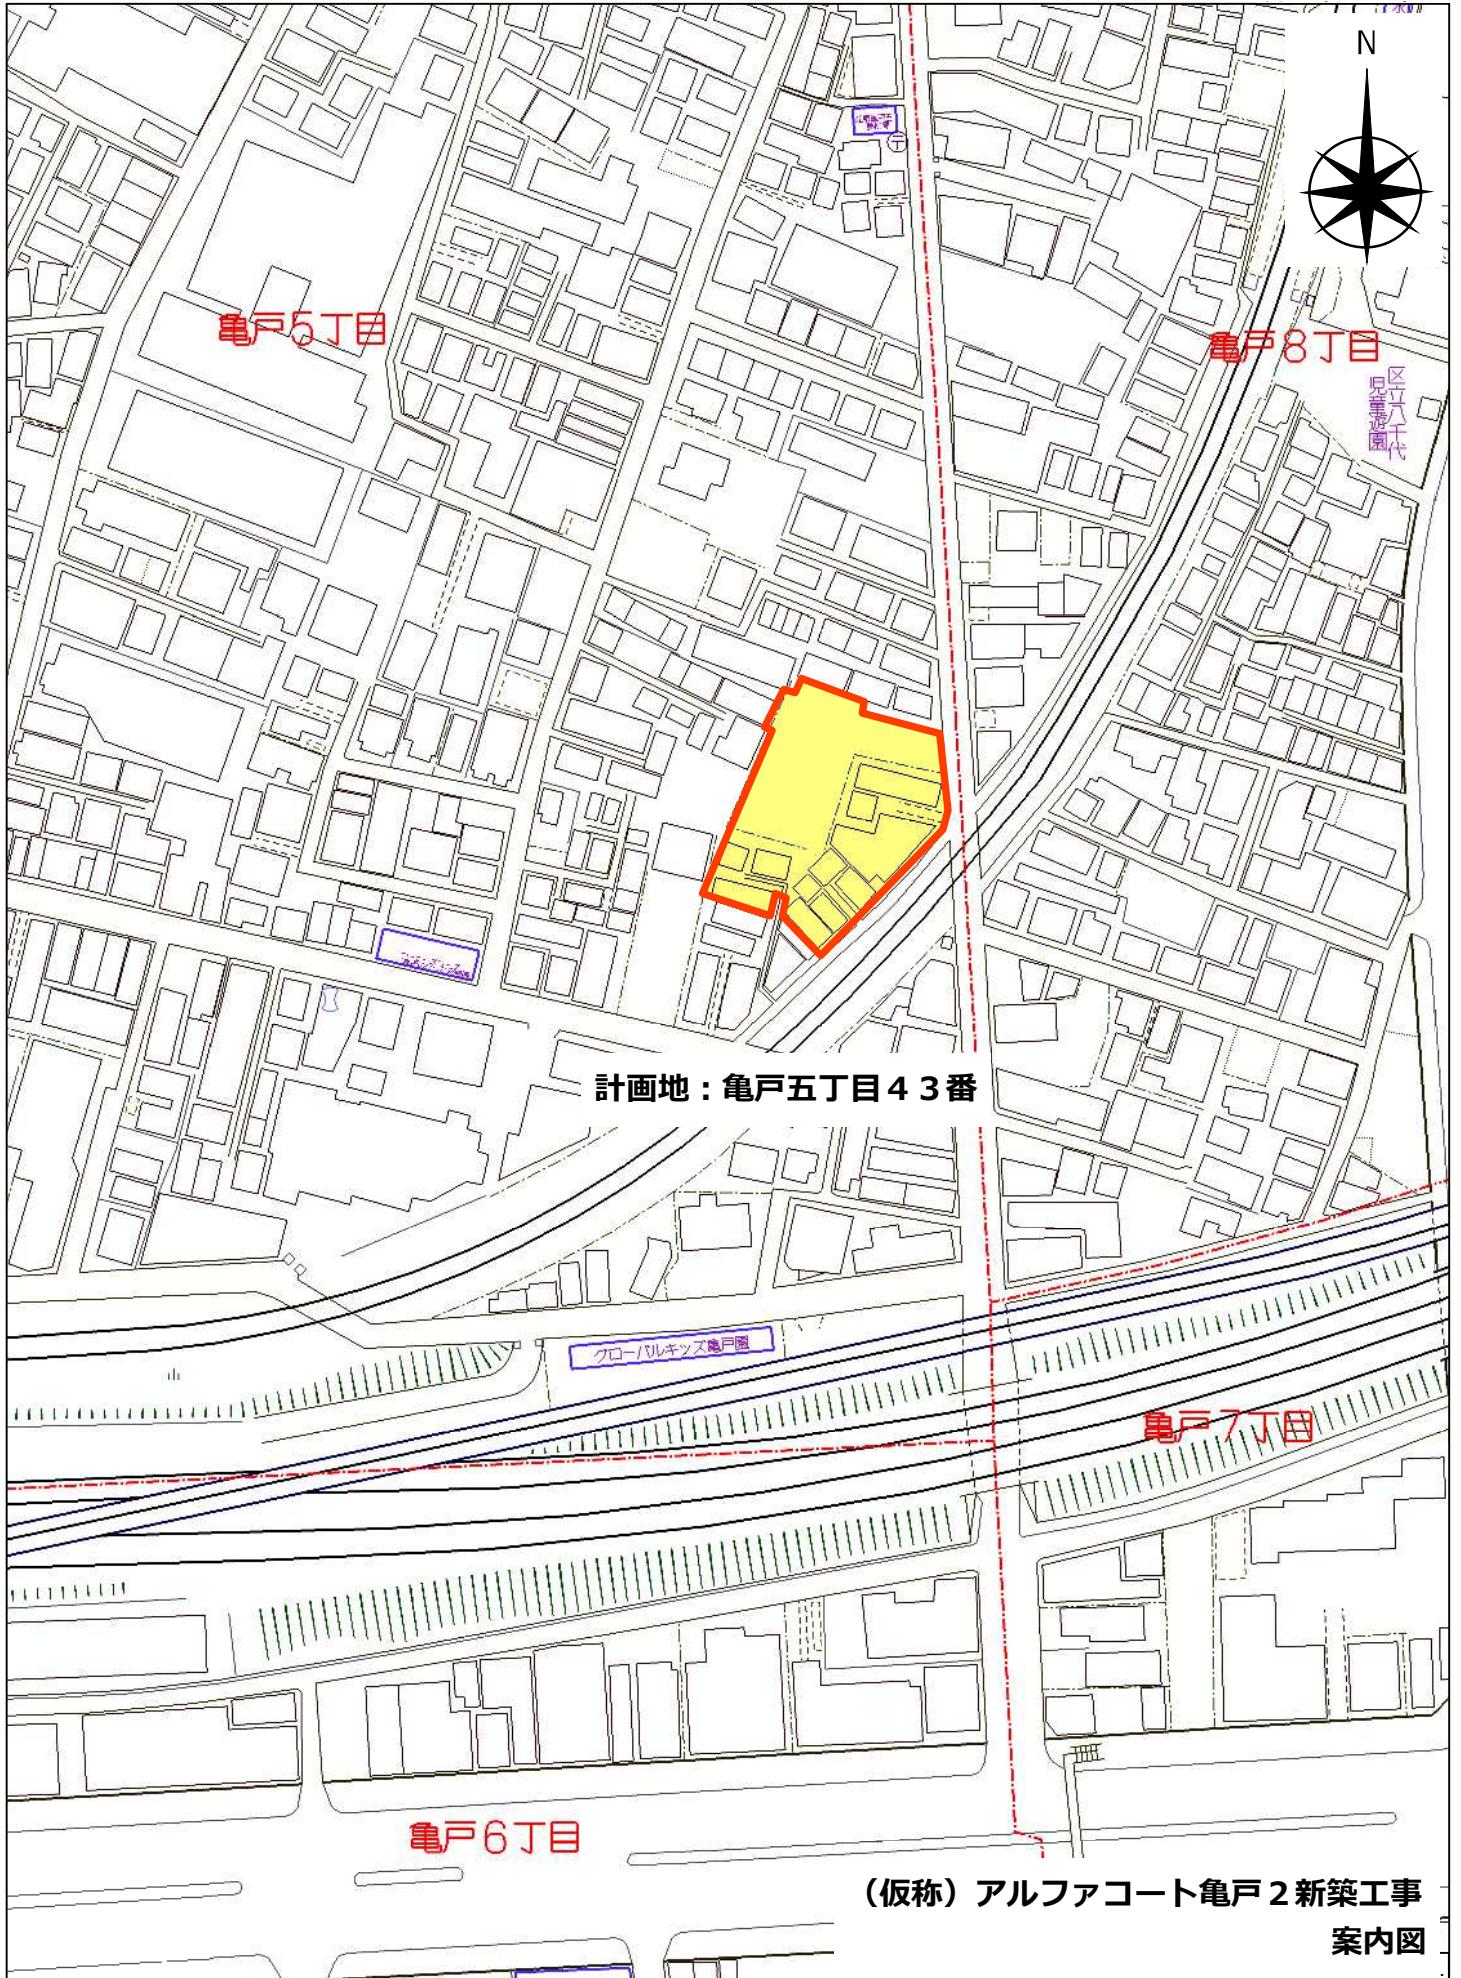 N
亀戸5丁目
亀戸8丁目
区立八千代
児童遊園
計画地：亀戸五丁目４３番
グローバルキッズ亀戸園
亀戸7丁目
亀戸6丁目
（仮称）アルファコート亀戸２新築工事
案内図